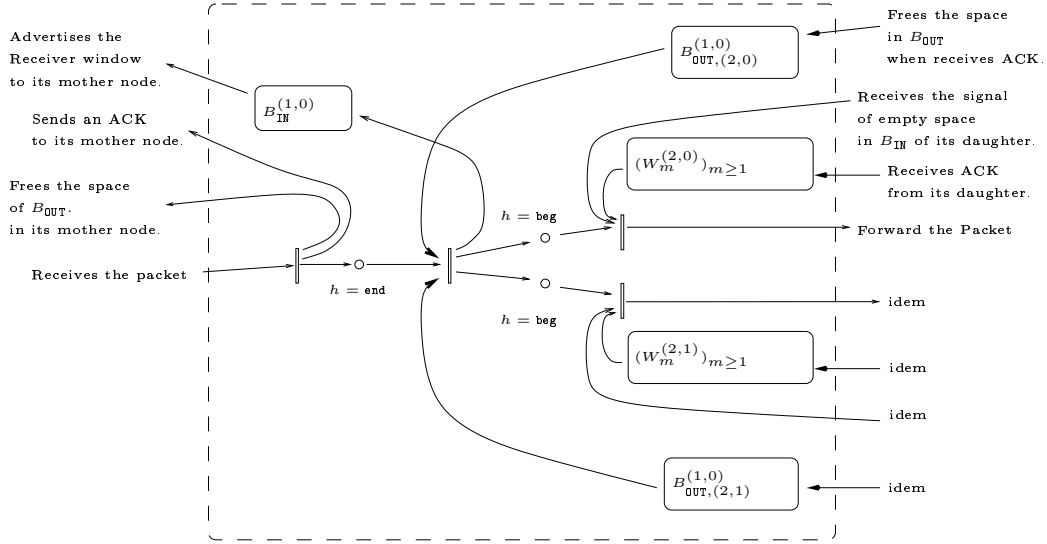 Advertises the
Receiver window
to its mother node.
Sends an ACK
to its mother node.
Frees the space
of B_OUT.
in its mother node.
Receives the packet
B_IN^(1,0)
h = end
h = beg
h = beg
B_OUT,(2,0)^(1,0)
(W_m^(2,0))_m≥1
(W_m^(2,1))_m≥1
B_OUT,(2,1)^(1,0)
Frees the space
in B_OUT
when receives ACK.
Receives the signal
of empty space
in B_IN of its daughter.
Receives ACK
from its daughter.
Forward the Packet
idem
idem
idem
idem